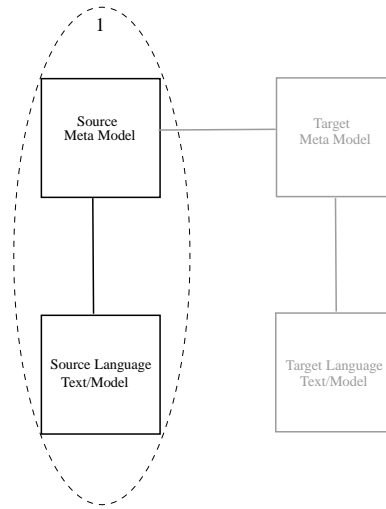 1
Source
Meta Model
Target
Meta Model
Source Language
Text/Model
Target Language
Text/Model